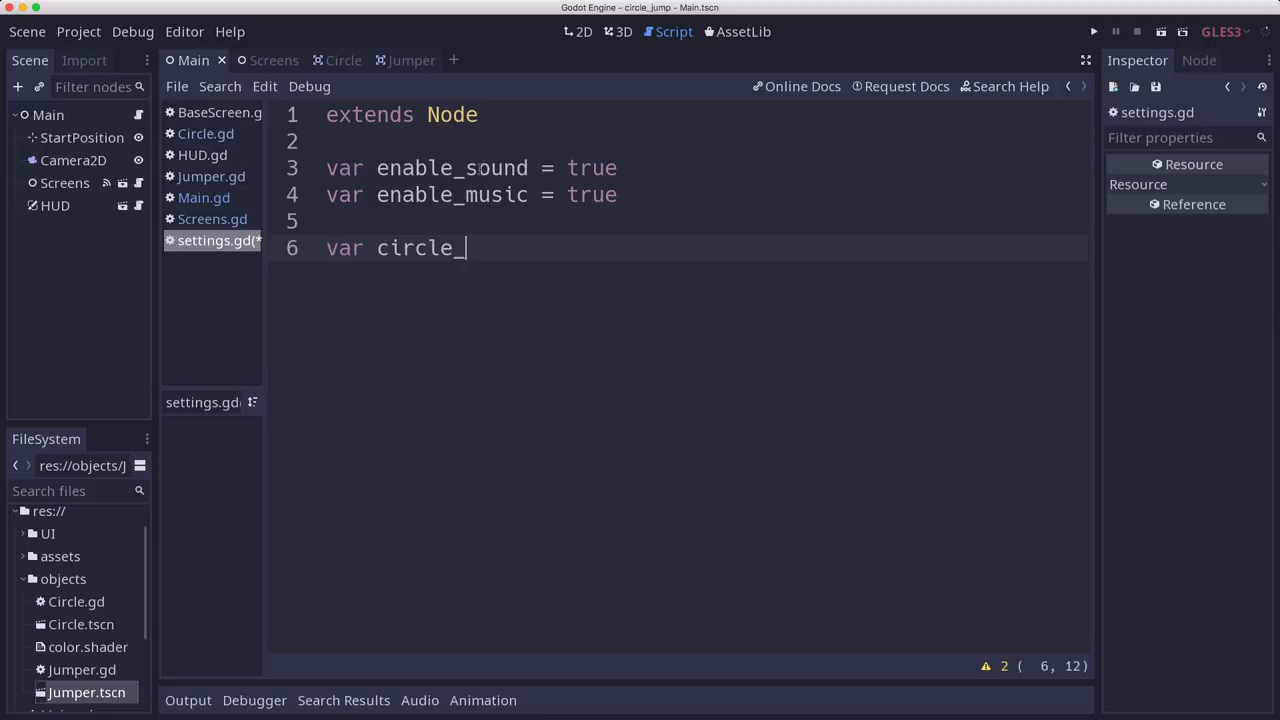 Godot Engine - circle_jump - Main.tscn
Scene Project Debug Editor Help
2D 3D Script AssetLib
GLES3
Scene Import
Filter nodes
Main
StartPosition
Camera2D
Screens
HUD
FileSystem
res://objects/J
Search files
res://
UI
assets
objects
Circle.gd
Circle.tscn
color.shader
Jumper.gd
Jumper.tscn
Main Screens Circle Jumper
File Search Edit Debug
Online Docs Request Docs Search Help
BaseScreen.g
Circle.gd
HUD.gd
Jumper.gd
Main.gd
Screens.gd
settings.gd(*
settings.gd(
1 extends Node
2
3 var enable_sound = true
4 var enable_music = true
5
6 var circle_
2 ( 6, 12)
Output Debugger Search Results Audio Animation
Inspector Node
settings.gd
Filter properties
Resource
Resource
Reference